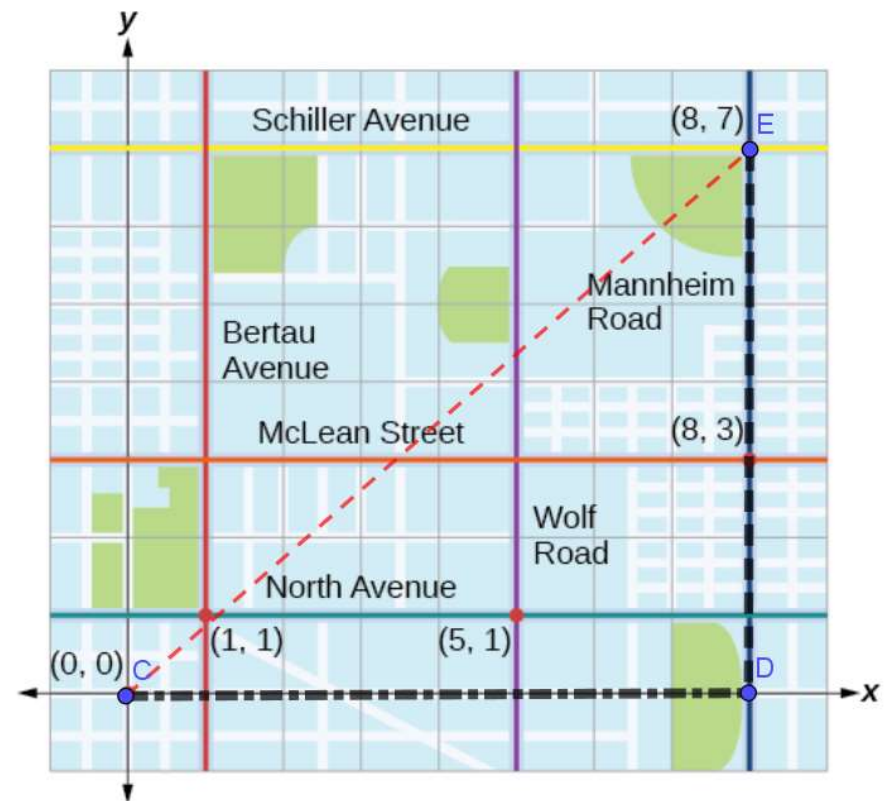 y
Schiller Avenue
(8, 7) E
Mannheim
Road
Bertau
Avenue
McLean Street
(8, 3)
Wolf
Road
North Avenue
(1, 1)
(5, 1)
(0, 0) C
D
x